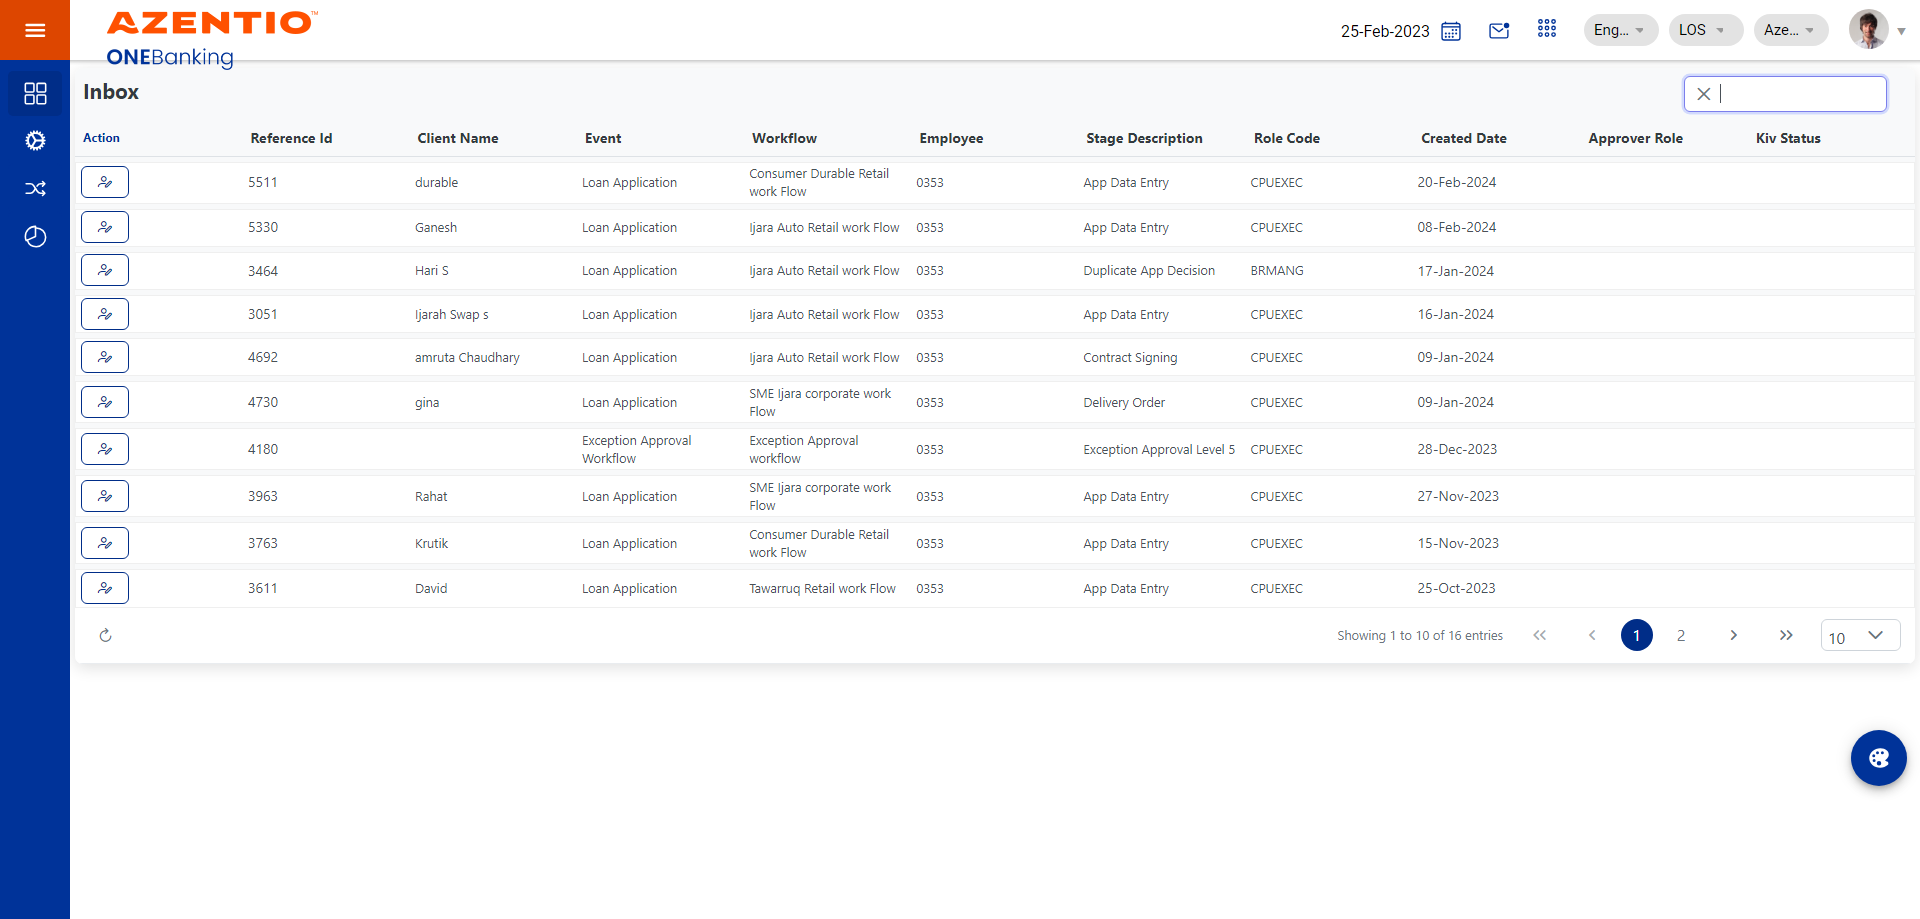 AZENTIO™
ONEBanking
25-Feb-2023
Eng...
LOS
Aze...
Inbox
Action Reference Id Client Name Event Workflow Employee Stage Description Role Code Created Date Approver Role Kiv Status
5511 durable Loan Application Consumer Durable Retail work Flow 0353 App Data Entry CPUEXEC 20-Feb-2024
5330 Ganesh Loan Application Ijara Auto Retail work Flow 0353 App Data Entry CPUEXEC 08-Feb-2024
3464 Hari S Loan Application Ijara Auto Retail work Flow 0353 Duplicate App Decision BRMANG 17-Jan-2024
3051 Ijarah Swap s Loan Application Ijara Auto Retail work Flow 0353 App Data Entry CPUEXEC 16-Jan-2024
4692 amruta Chaudhary Loan Application Ijara Auto Retail work Flow 0353 Contract Signing CPUEXEC 09-Jan-2024
4730 gina Loan Application SME Ijara corporate work Flow 0353 Delivery Order CPUEXEC 09-Jan-2024
4180 Exception Approval Workflow Exception Approval workflow 0353 Exception Approval Level 5 CPUEXEC 28-Dec-2023
3963 Rahat Loan Application SME Ijara corporate work Flow 0353 App Data Entry CPUEXEC 27-Nov-2023
3763 Krutik Loan Application Consumer Durable Retail work Flow 0353 App Data Entry CPUEXEC 15-Nov-2023
3611 David Loan Application Tawarruq Retail work Flow 0353 App Data Entry CPUEXEC 25-Oct-2023
Showing 1 to 10 of 16 entries 1 2 10